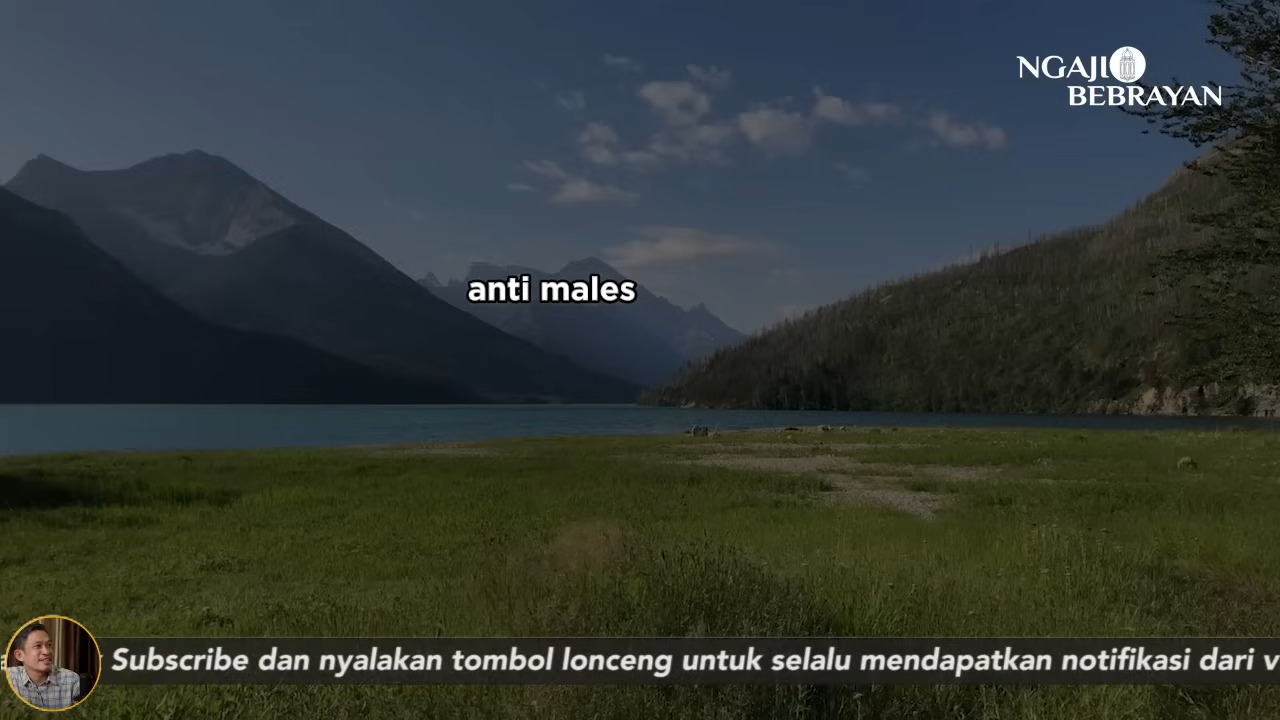 NGAJI
BEBRAYAN
anti males
Subscribe dan nyalakan tombol lonceng untuk selalu mendapatkan notifikasi dari v